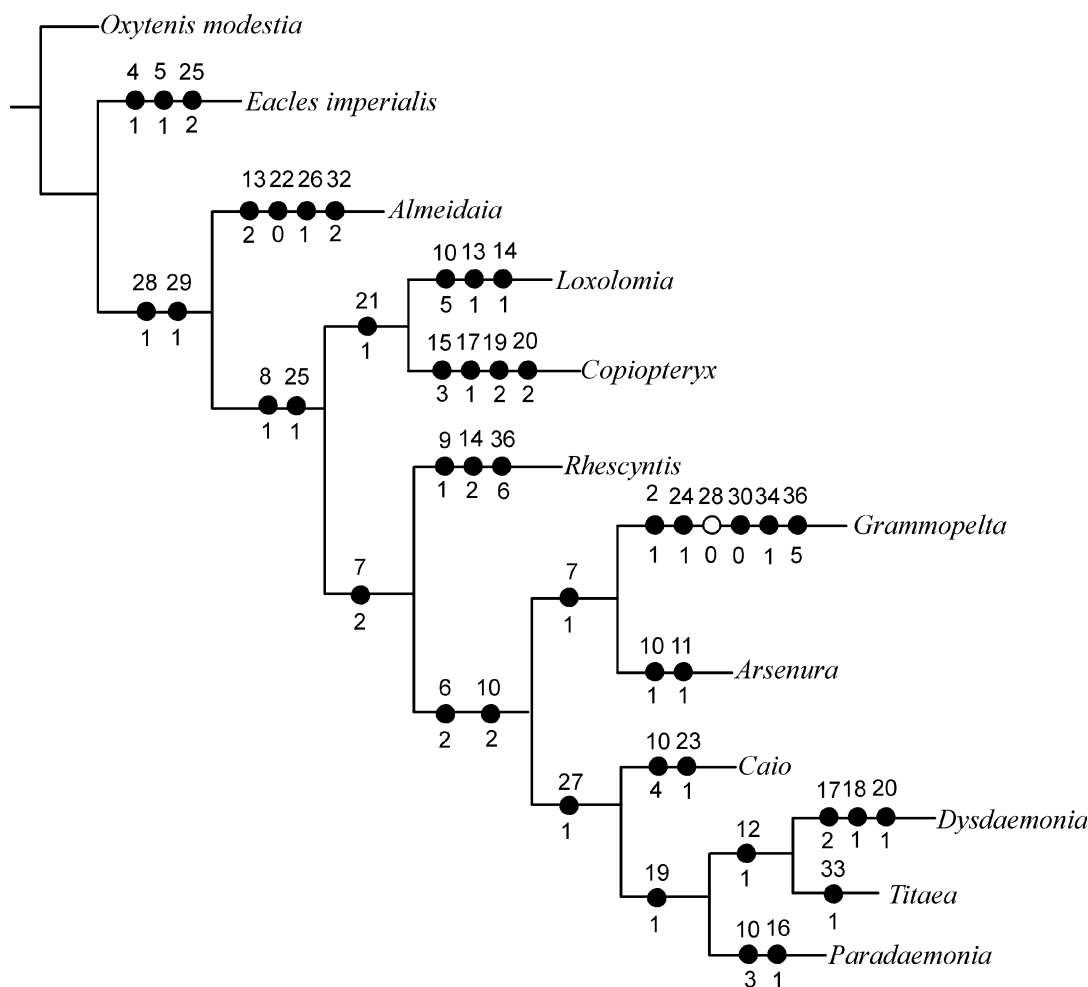 Oxytenis modestia
4 5 25
Eacles imperialis
1 1 2
13 22 26 32
Almeidaia
2 0 1 2
10 13 14
28 29
Loxolomia
5 1 1
21
1 1
15 17 19 20
1
Copiopteryx
8 25
3 1 2 2
1 1
9 14 36
Rhescyntis
1 2 6
2 24 28 30 34 36
Grammopelta
1 1 0 0 1 5
7
7
1
2
10 11
Arsenura
1 1
6 10
2 2
10 23
Caio
27
4 1
17 18 20
1
Dysdaemonia
12
2 1 1
19
33
1
Titaea
1
1
10 16
Paradaemonia
3 1